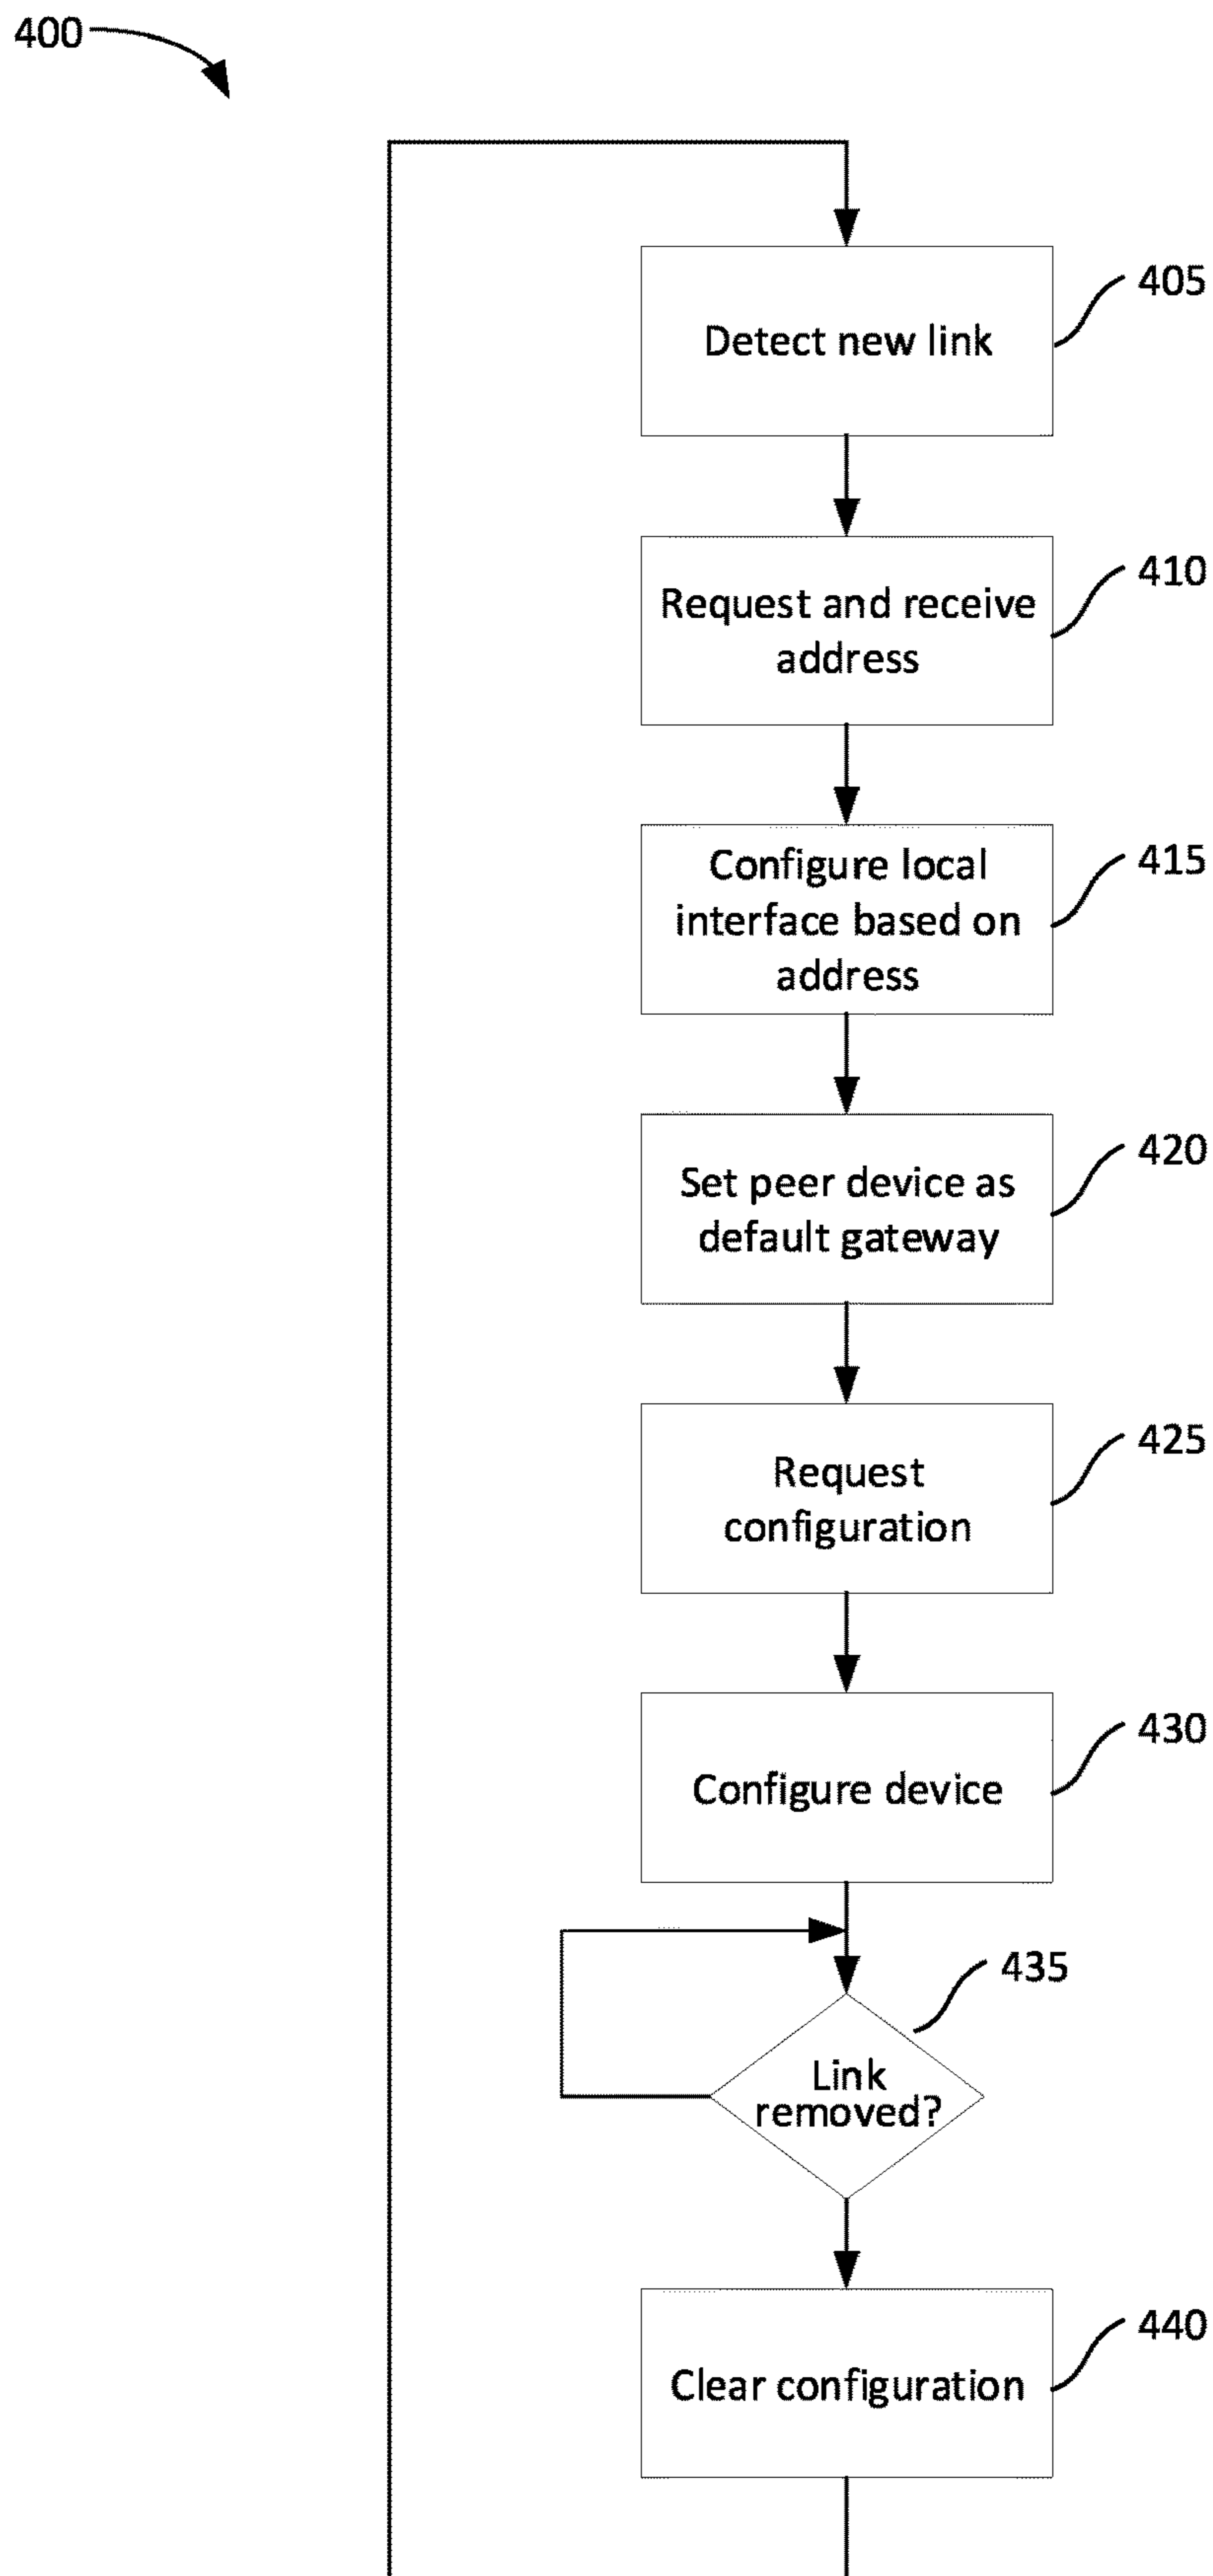 400
Detect new link
405
Request and receive
address
410
Configure local
interface based on
address
415
Set peer device as
default gateway
420
Request
configuration
425
Configure device
430
Link
removed?
435
Clear configuration
440